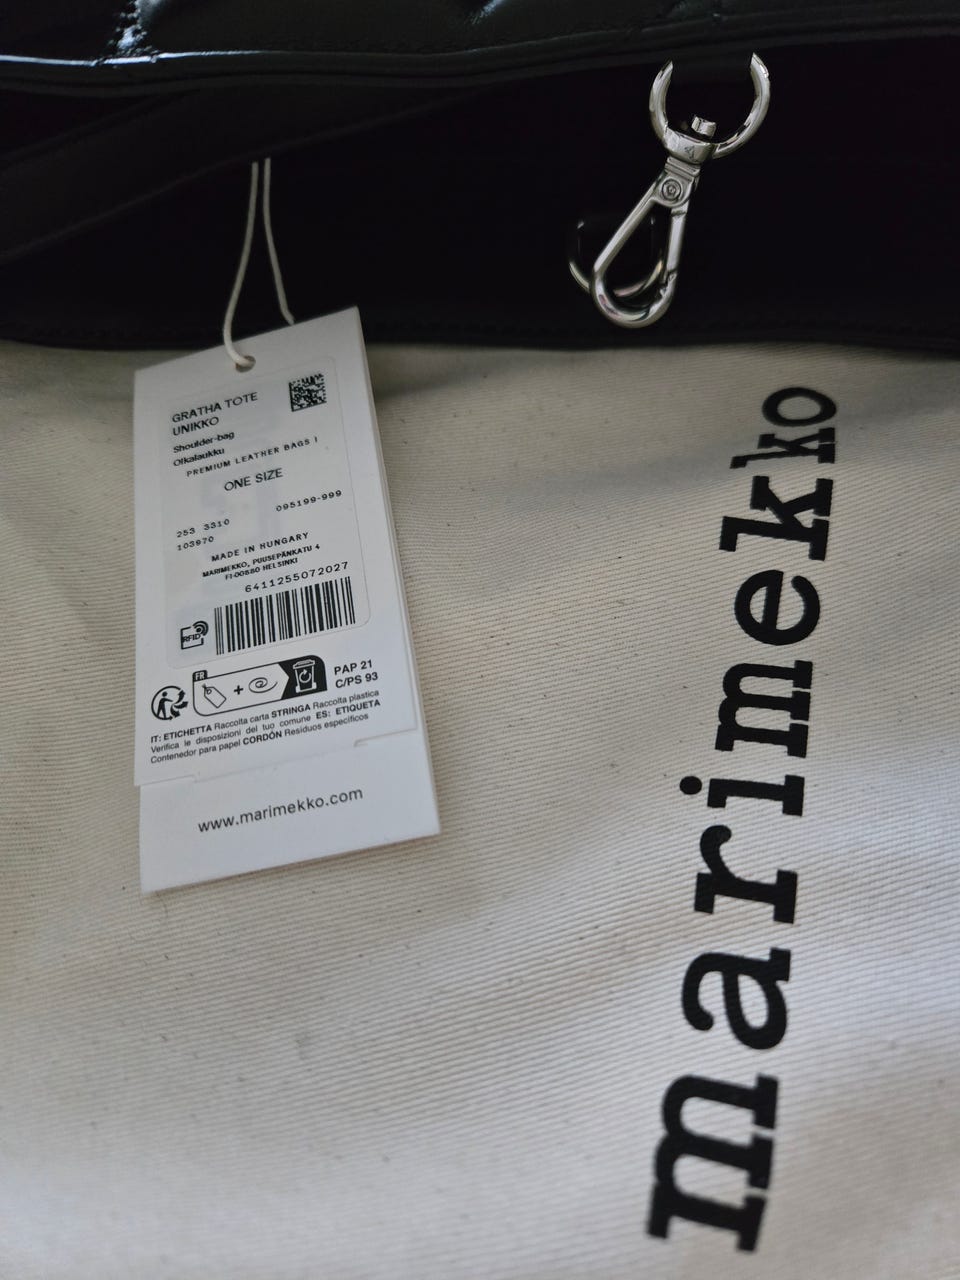 GRATHA TOTE
UNIKKO
Shoulder-bag
Olkalaukku
PREMIUM LEATHER BAGS I
ONE SIZE
253 3310 095199-999
103970
MADE IN HUNGARY
MARIMEKKO, PUUSEPÄNKATU 4
FI-00880 HELSINKI
6411255072027
RFID
FR
PAP 21
C/PS 93
IT: ETICHETTA Raccolta carta STRINGA Raccolta plastica
Verifica le disposizioni del tuo comune ES: ETIQUETA
Contenedor para papel CORDÓN Residuos específicos
www.marimekko.com
marimekko